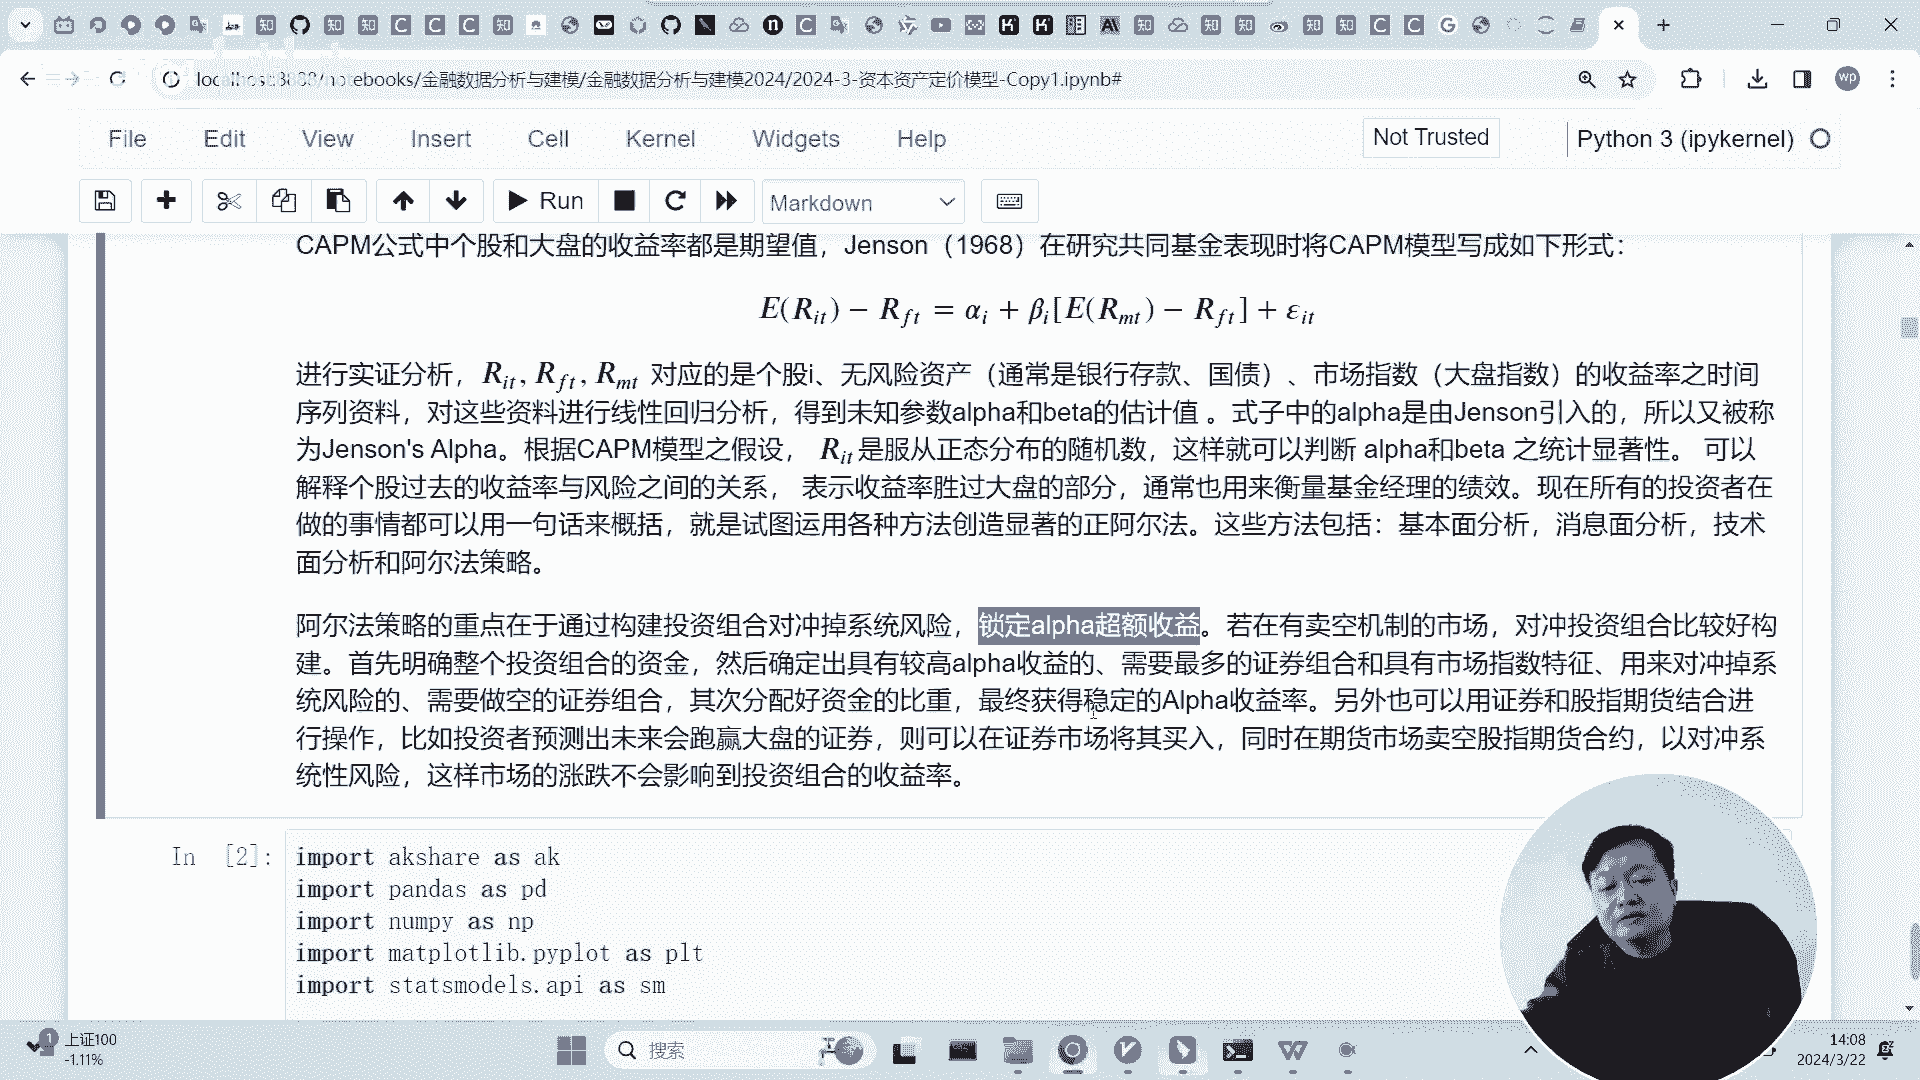 localhost:8888/notebooks/金融数据分析与建模/金融数据分析与建模2024/2024-3-资本资产定价模型-Copy1.ipynb#
wp
File Edit View Insert Cell Kernel Widgets Help Not Trusted Python 3 (ipykernel)
Run Markdown
CAPM公式中个股和大盘的收益率都是期望值，Jenson（1968）在研究共同基金表现时将CAPM模型写成如下形式：
E(R_{it}) − R_{ft} = α_i + β_i[E(R_{mt}) − R_{ft}] + ε_{it}
进行实证分析， R_{it}, R_{ft}, R_{mt} 对应的是个股i、无风险资产（通常是银行存款、国债）、市场指数（大盘指数）的收益率之时间
序列资料，对这些资料进行线性回归分析，得到未知参数alpha和beta的估计值 。式子中的alpha是由Jenson引入的，所以又被称
为Jenson's Alpha。根据CAPM模型之假设， R_{it}是服从正态分布的随机数，这样就可以判断 alpha和beta 之统计显著性。 可以
解释个股过去的收益率与风险之间的关系， 表示收益率胜过大盘的部分，通常也用来衡量基金经理的绩效。现在所有的投资者在
做的事情都可以用一句话来概括，就是试图运用各种方法创造显著的正阿尔法。这些方法包括：基本面分析，消息面分析，技术
面分析和阿尔法策略。
阿尔法策略的重点在于通过构建投资组合对冲掉系统风险，锁定alpha超额收益。若在有卖空机制的市场，对冲投资组合比较好构
建。首先明确整个投资组合的资金，然后确定出具有较高alpha收益的、需要最多的证券组合和具有市场指数特征、用来对冲掉系
统风险的、需要做空的证券组合，其次分配好资金的比重，最终获得稳定的Alpha收益率。另外也可以用证券和股指期货结合进
行操作，比如投资者预测出未来会跑赢大盘的证券，则可以在证券市场将其买入，同时在期货市场卖空股指期货合约，以对冲系
统性风险，这样市场的涨跌不会影响到投资组合的收益率。
In [2]: import akshare as ak
import pandas as pd
import numpy as np
import matplotlib.pyplot as plt
import statsmodels.api as sm
1
上证100
-1.11%
搜索
14:08
2024/3/22